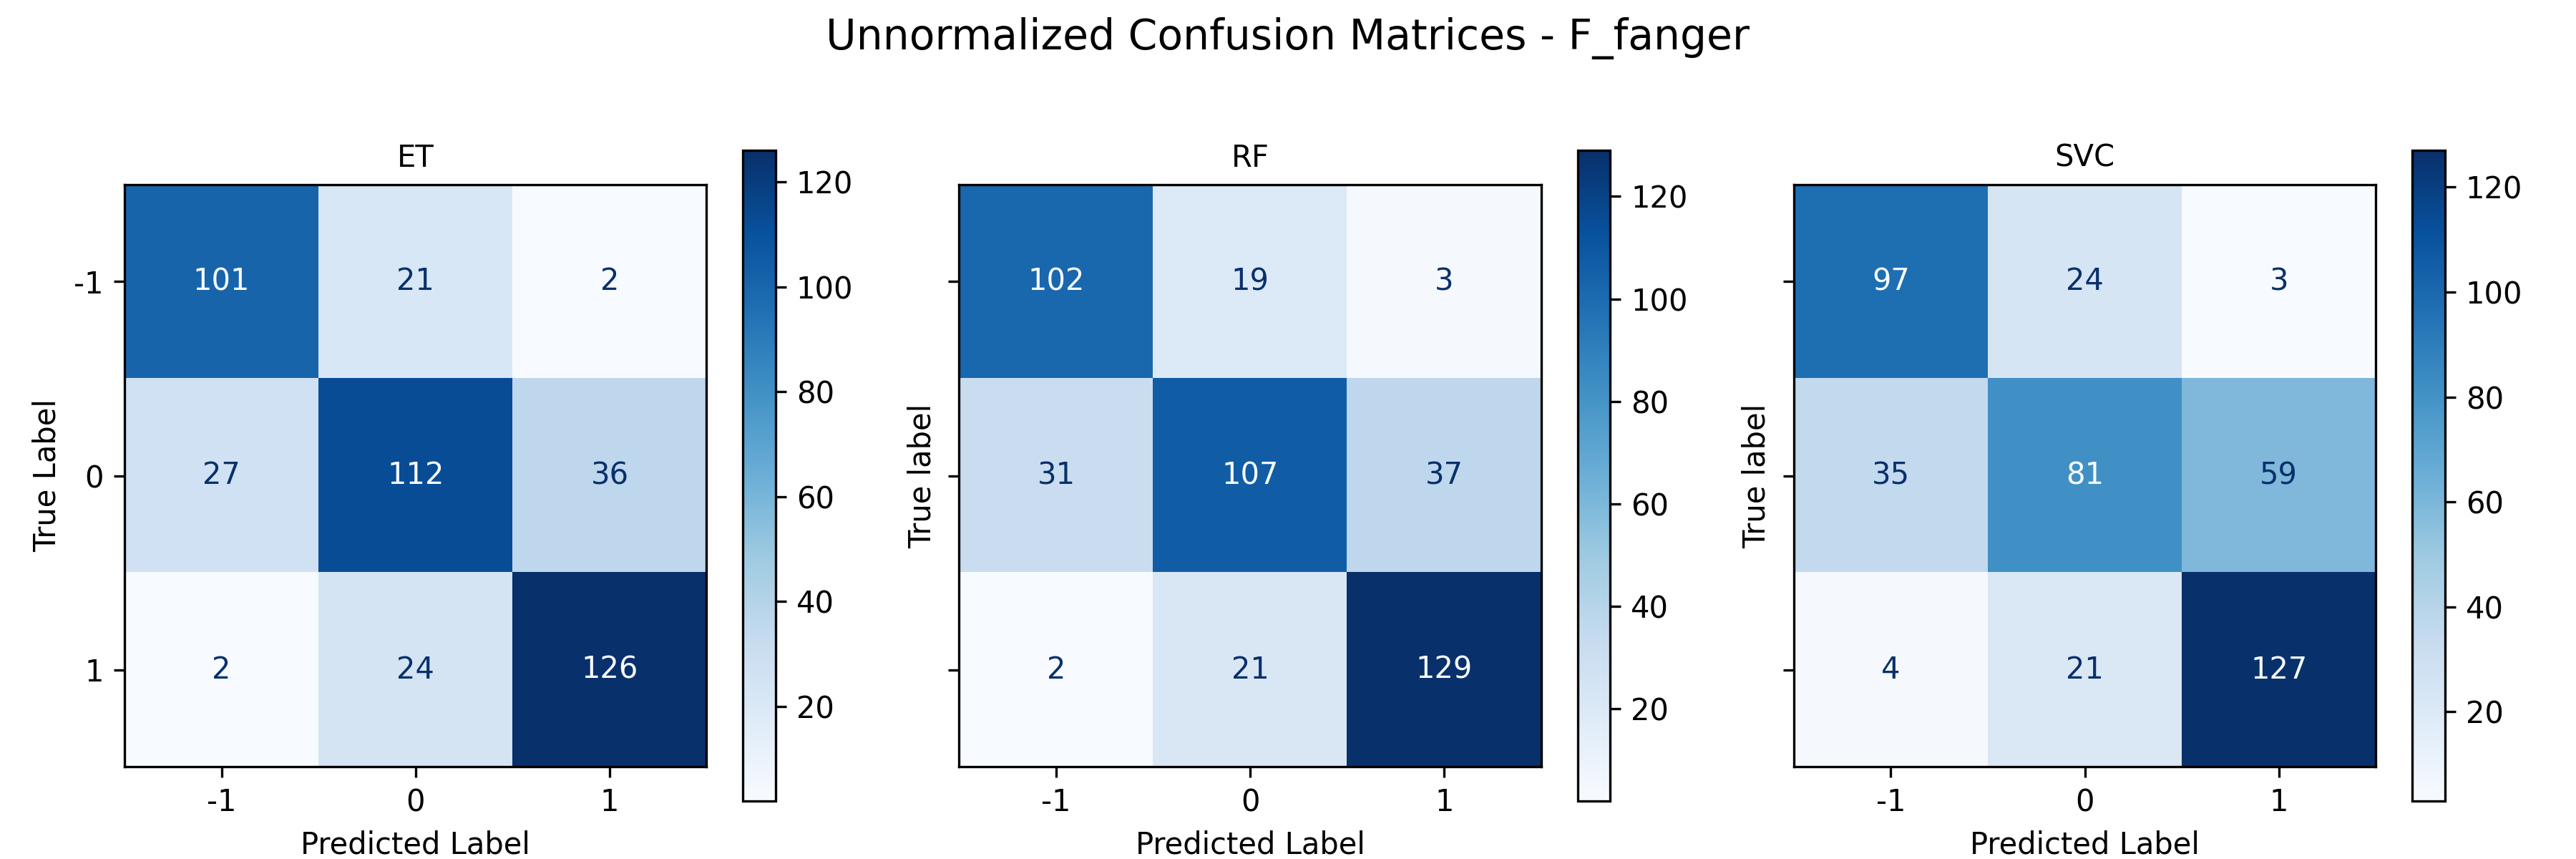 Unnormalized Confusion Matrices - F_fanger
ET
101 21 2
27 112 36
2 24 126
-1
0
1
True Label
-1 0 1
Predicted Label
120
100
80
60
40
20
RF
102 19 3
31 107 37
2 21 129
True label
-1 0 1
Predicted Label
120
100
80
60
40
20
SVC
97 24 3
35 81 59
4 21 127
True label
-1 0 1
Predicted Label
120
100
80
60
40
20